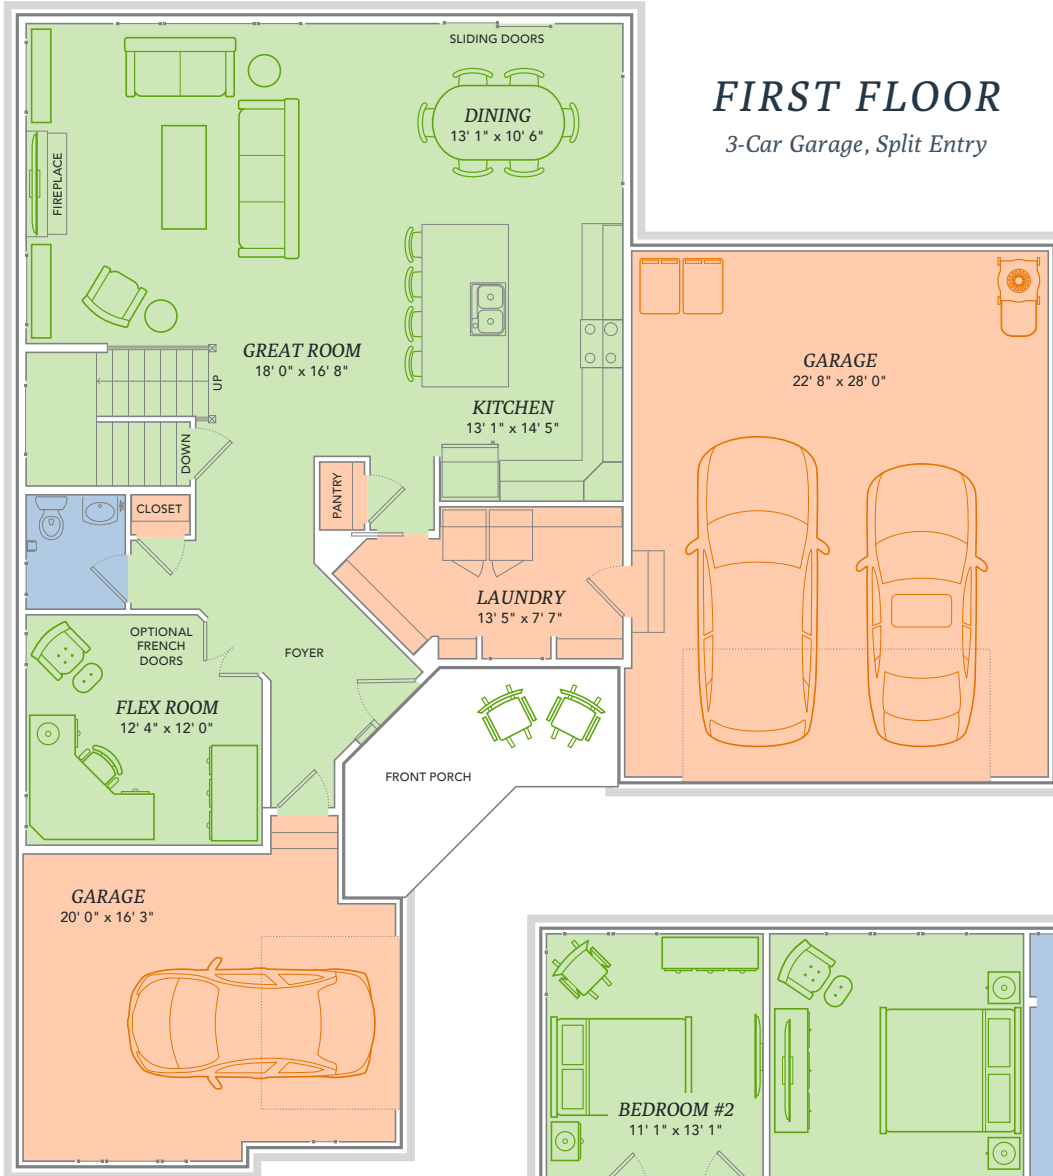 SLIDING DOORS
FIRST FLOOR
3-Car Garage, Split Entry
DINING
13' 1" x 10' 6"
FIREPLACE
GREAT ROOM
18' 0" x 16' 8"
UP
GARAGE
22' 8" x 28' 0"
KITCHEN
13' 1" x 14' 5"
DOWN
PANTRY
CLOSET
LAUNDRY
13' 5" x 7' 7"
OPTIONAL
FRENCH
DOORS
FOYER
FLEX ROOM
12' 4" x 12' 0"
FRONT PORCH
GARAGE
20' 0" x 16' 3"
BEDROOM #2
11' 1" x 13' 1"